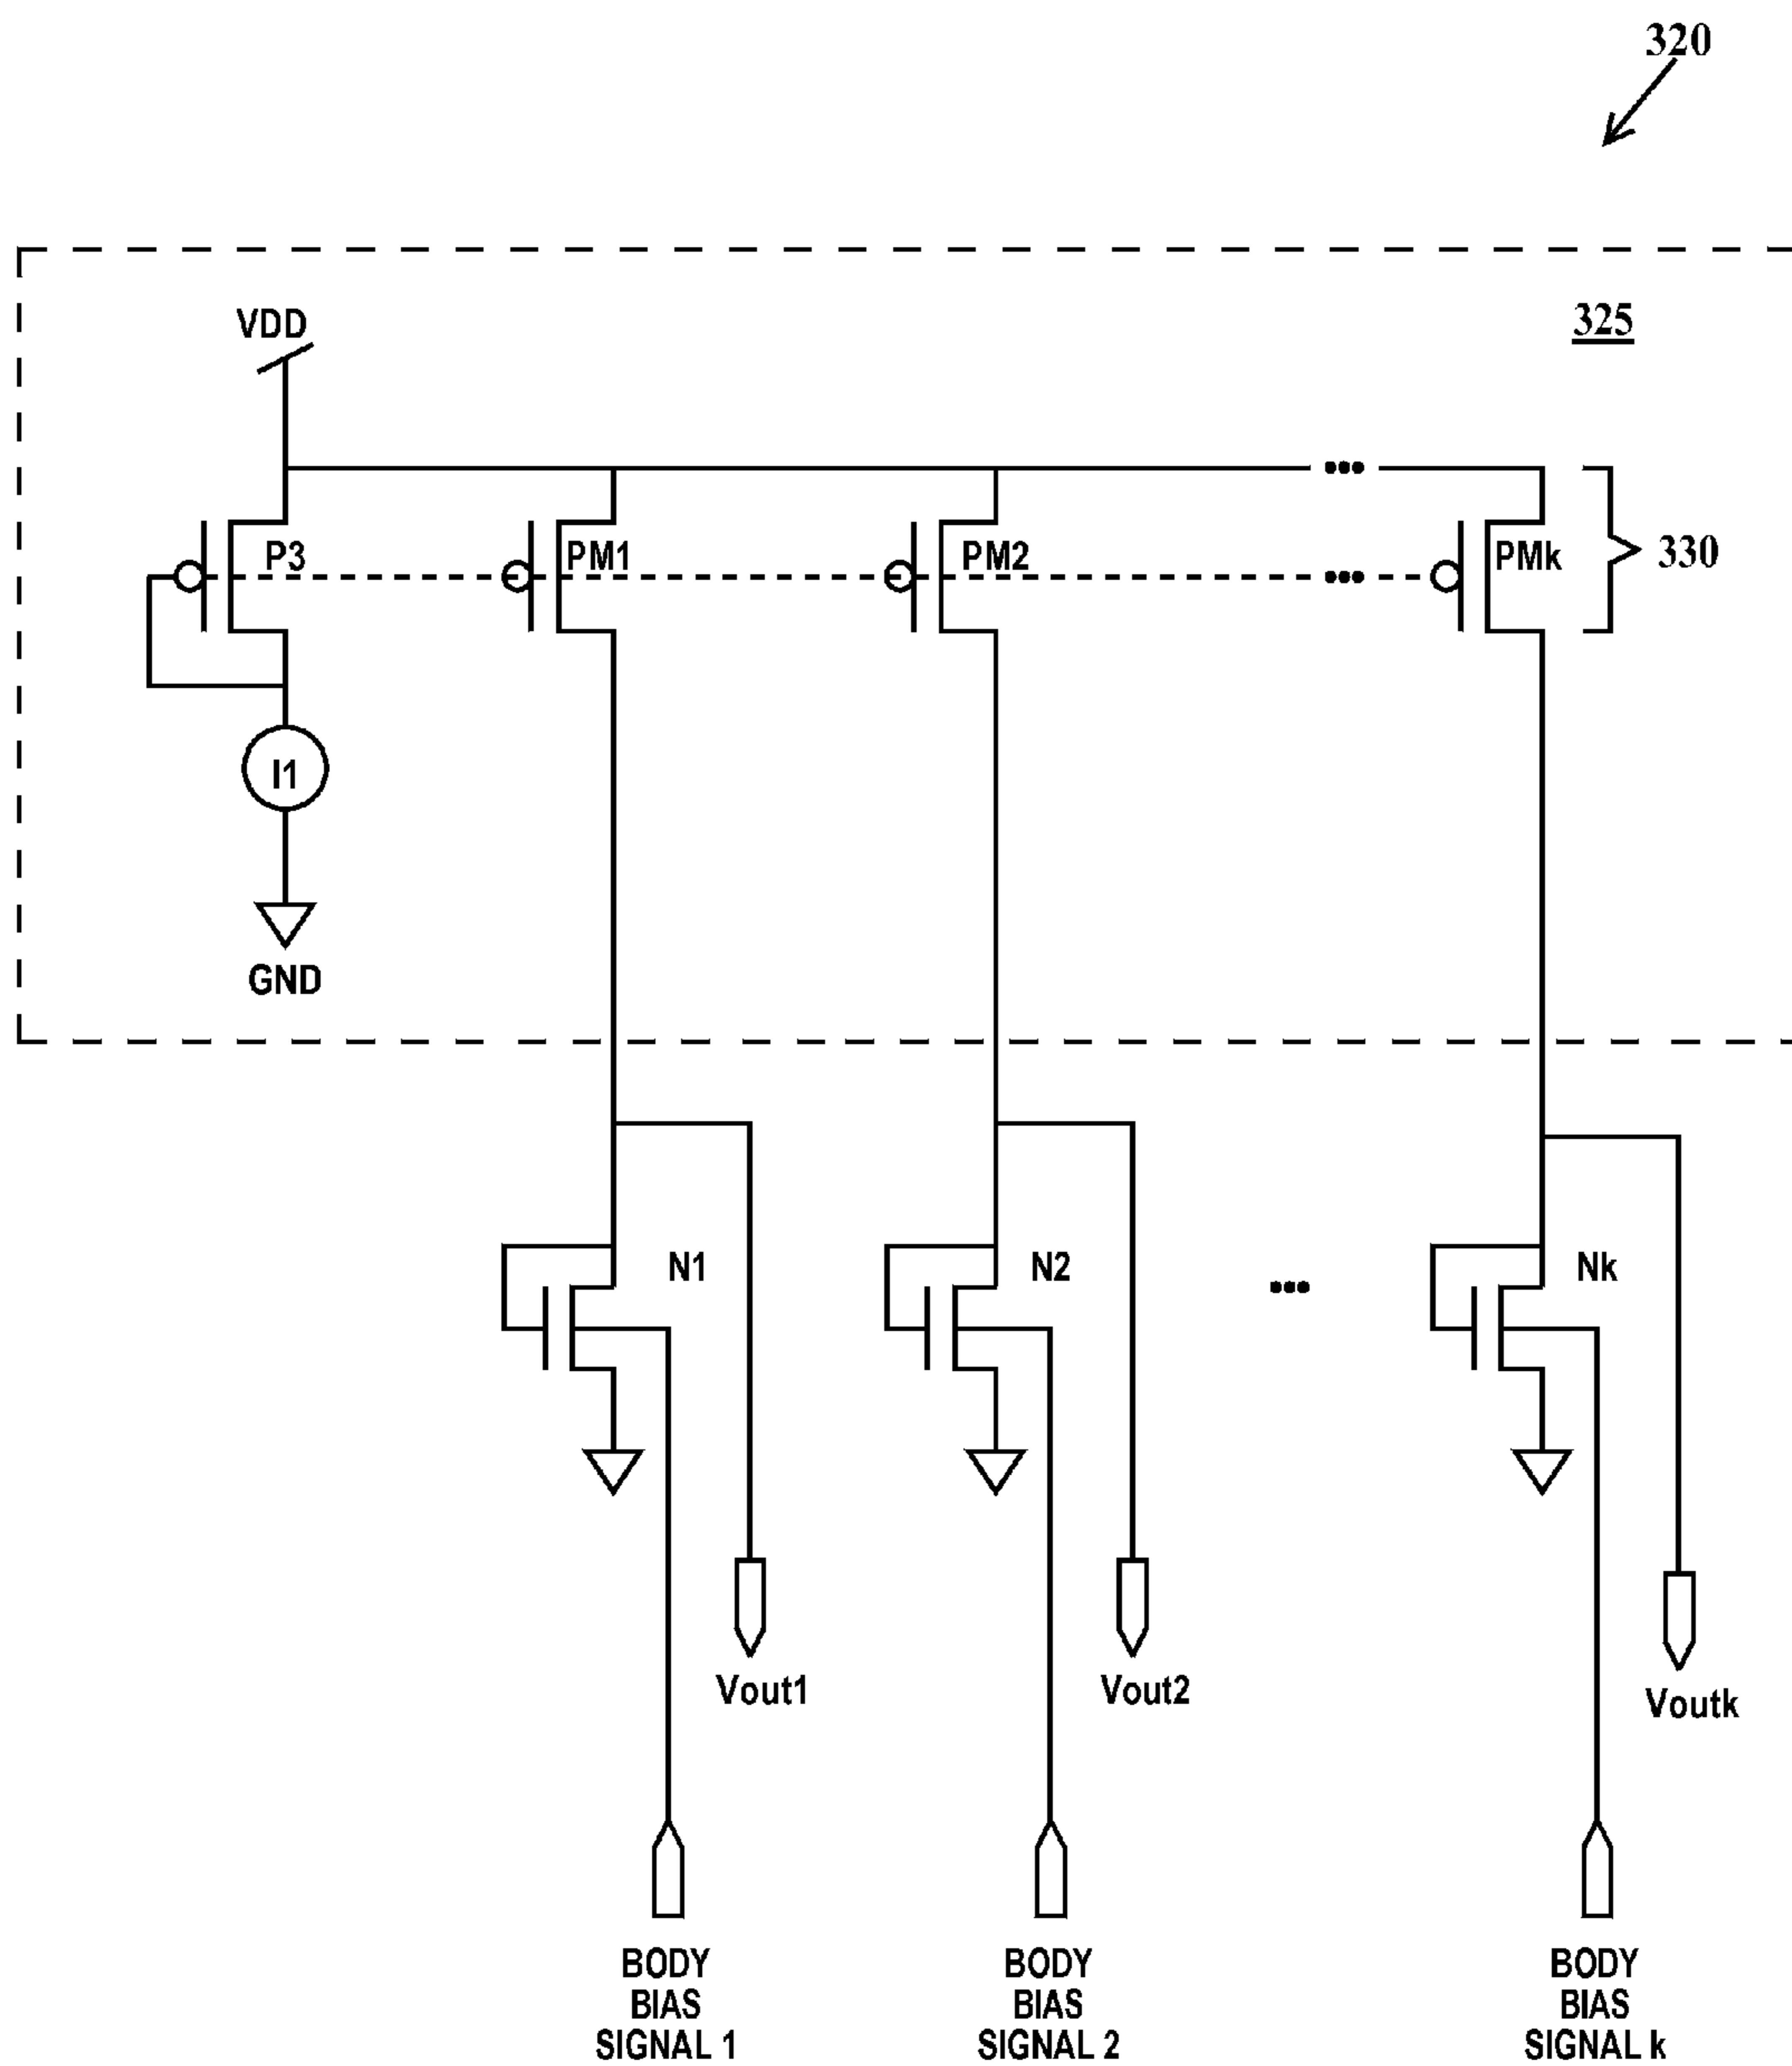 320
VDD
325
P3
PM1
PM2
...
PMk
...
330
I1
GND
N1
N2
...
Nk
Vout1
Vout2
Voutk
BODY
BIAS
SIGNAL 1
BODY
BIAS
SIGNAL 2
BODY
BIAS
SIGNAL k